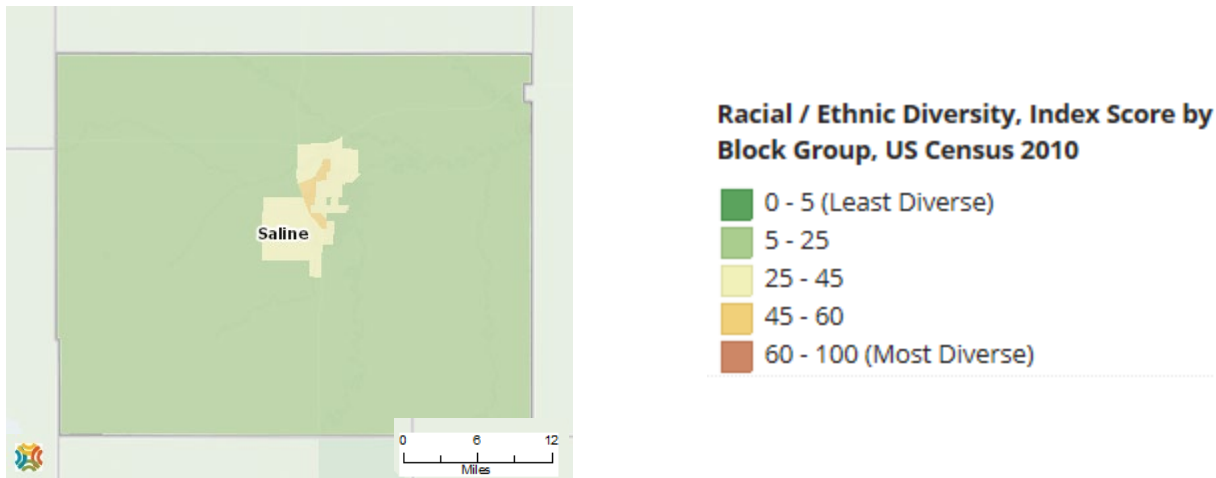 Saline
0 6 12
Miles
Racial / Ethnic Diversity, Index Score by
Block Group, US Census 2010
0 - 5 (Least Diverse)
5 - 25
25 - 45
45 - 60
60 - 100 (Most Diverse)